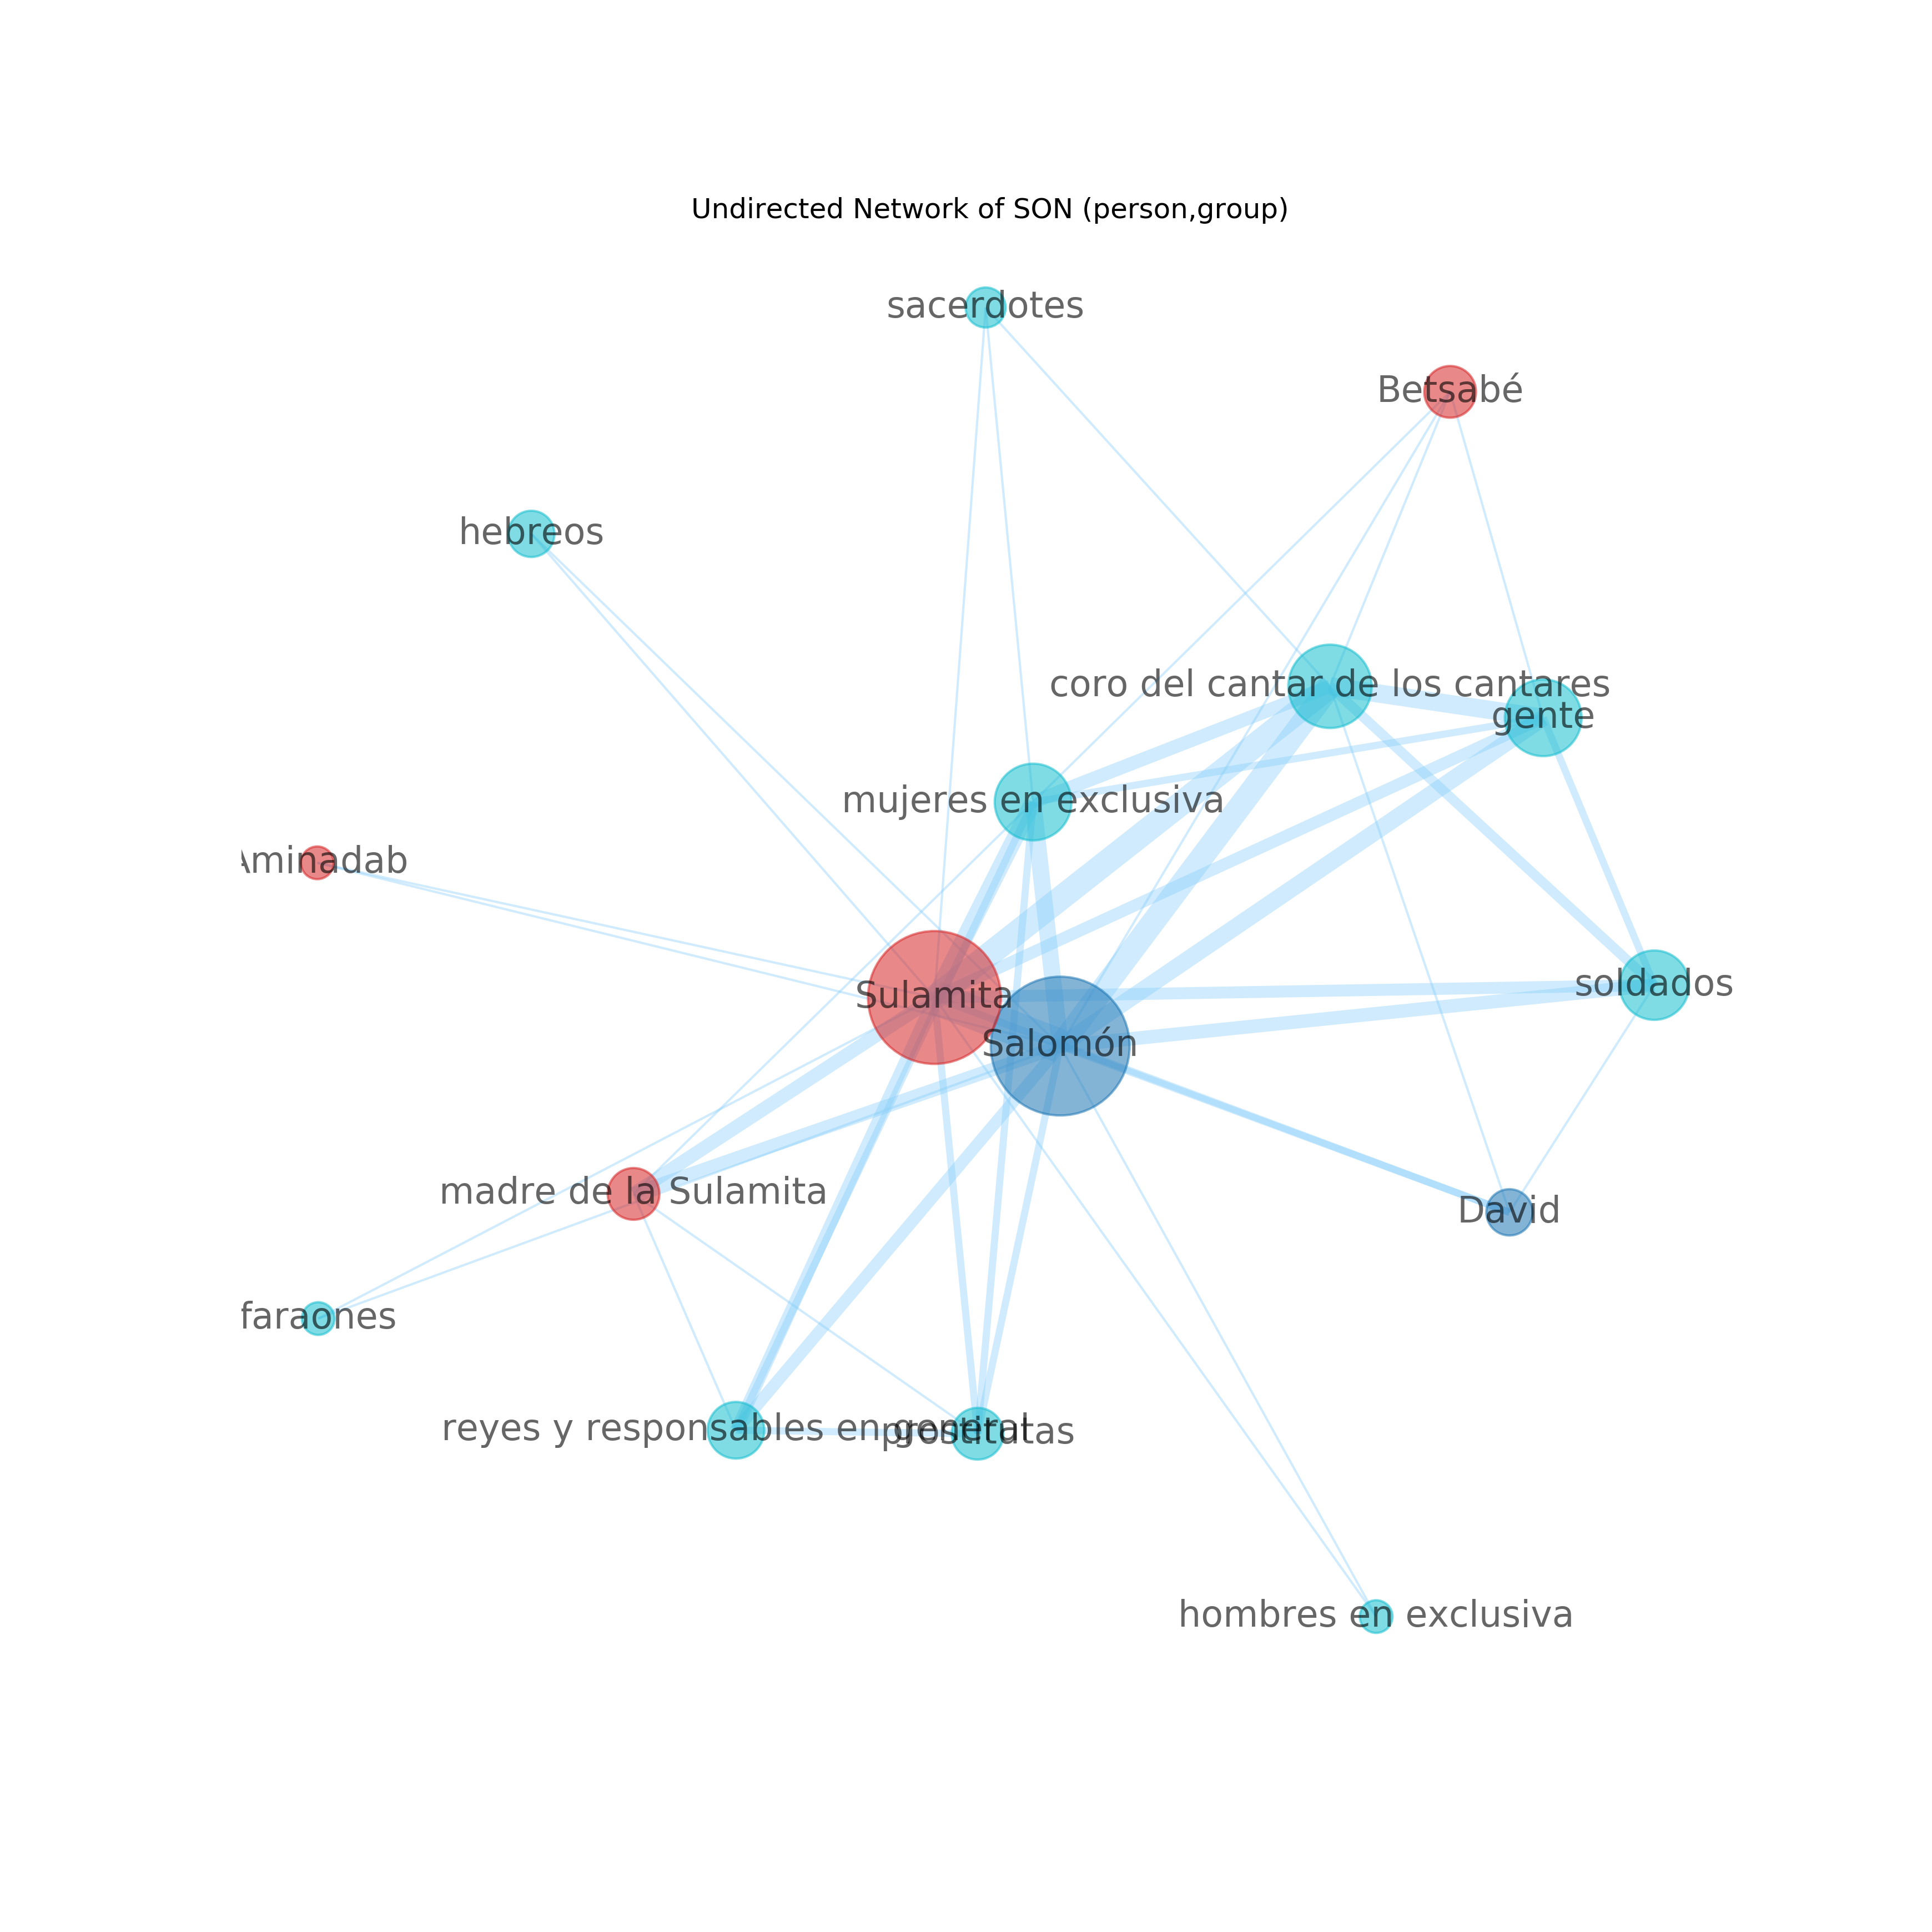 Undirected Network of SON (person,group)
sacerdotes
Betsabé
hebreos
coro del cantar de los cantares
gente
mujeres en exclusiva
Aminadab
soldados
Sulamita
Salomón
madre de la Sulamita
David
faraones
reyes y responsables en general
prostitutas
hombres en exclusiva